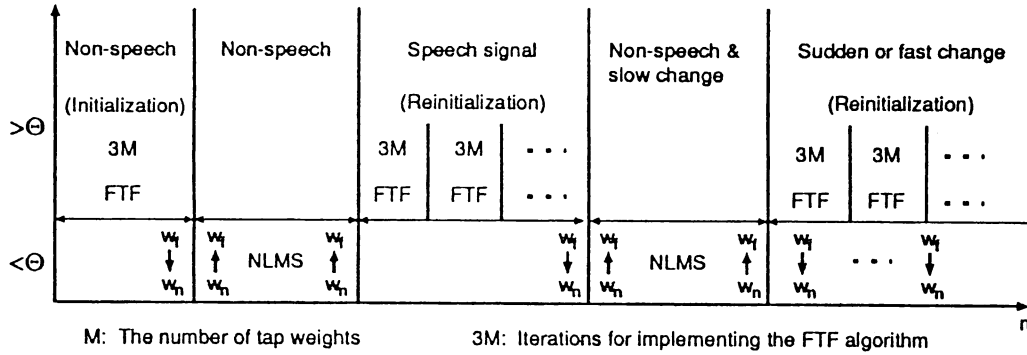 Non-speech Non-speech Speech signal Non-speech & slow change Sudden or fast change
(Initialization) (Reinitialization) (Reinitialization)
>Θ 3M 3M 3M · · · 3M 3M · · ·
FTF FTF FTF · · · FTF FTF · · ·
w_f w_f w_f w_f w_f w_f w_f w_f
<Θ NLMS NLMS · · ·
w_n w_n w_n w_n w_n w_n w_n w_n
n
M: The number of tap weights 3M: Iterations for implementing the FTF algorithm